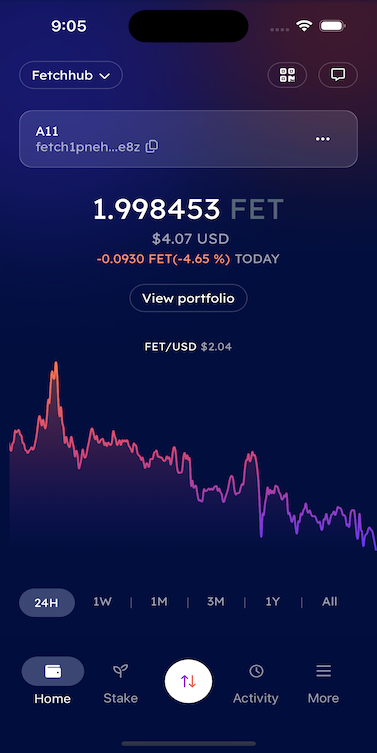 9:05
Fetchhub
A11
fetch1pneh...e8z
1.998453 FET
$4.07 USD
-0.0930 FET(-4.65 %) TODAY
View portfolio
FET/USD $2.04
24H 1W | 1M | 3M | 1Y | All
Home Stake Activity More